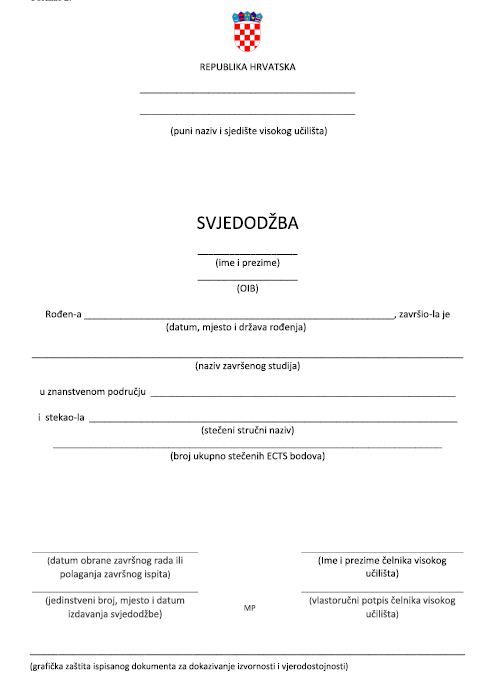 REPUBLIKA HRVATSKA
(puni naziv i sjedište visokog učilišta)
SVJEDODŽBA
(ime i prezime)
(OIB)
Rođen-a ______, završio-la je
(datum, mjesto i država rođenja)
(naziv završenog studija)
u znanstvenom području ______
i stekao-la ______
(stečeni stručni naziv)
(broj ukupno stečenih ECTS bodova)
(datum obrane završnog rada ili
polaganja završnog ispita)
(Ime i prezime čelnika visokog
učilišta)
(jedinstveni broj, mjesto i datum
izdavanja svjedodžbe)
MP
(vlastoručni potpis čelnika visokog
učilišta)
(grafička zaštita ispisanog dokumenta za dokazivanje izvornosti i vjerodostojnosti)